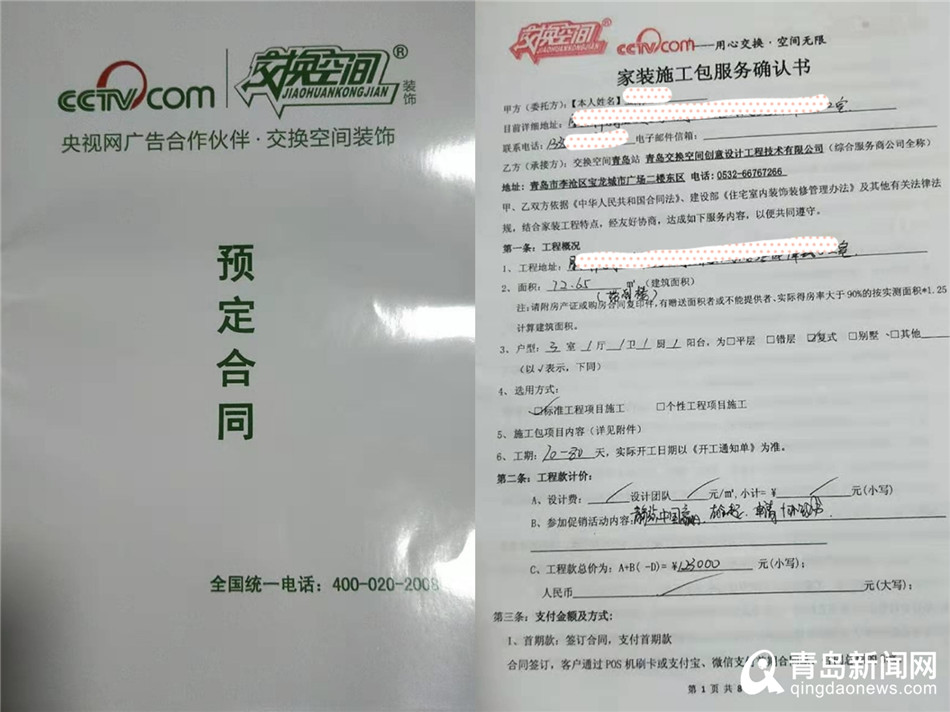 CCTV.com 交换空间®
JIAOHUANKONGJIAN 装饰
央视网广告合作伙伴·交换空间装饰
预定合同
全国统一电话：400-020-2008
交换空间
JIAOHUANKONGJIAN CCTV.com——用心交换·空间无限
家装施工包服务确认书
甲方（委托方）：【本人姓名】
目前详细地址：
联系电话：133 电子邮件信箱：
乙方（承接方）：交换空间青岛站 青岛交换空间创意设计工程技术有限公司（综合服务商公司全称）
地址：青岛市李沧区宝龙城市广场二楼东区 电话：0532-66767266
甲、乙双方依据《中华人民共和国合同法》、建设部《住宅室内装饰装修管理办法》及其他有关法律法
规，结合家装工程特点，经友好协商，达成如下服务内容，以便共同遵守。
第一条：工程概况
1、工程地址：
2、面积：72.65 ㎡（建筑面积）
注：请附房产证或购房合同复印件，有赠送面积者或不能提供者，实际得房率大于90%的按实测面积*1.25
计算建筑面积。
3、户型：3 室 1 厅 1 卫 1 厨 1 阳台，为□平层 □错层 ☑复式 □别墅 □其他
（以√表示，下同）
4、选用方式：
☑标准工程项目施工 □个性工程项目施工
5、施工包项目内容（详见附件）
6、工期：70-80 天，实际开工日期以《开工通知单》为准。
第二条：工程款计价：
A、设计费： 设计团队 元/㎡，小计= ¥ 元（小写）
B、参加促销活动内容：
C、工程款总价为：A+B（ -D）= ¥123000 元（小写）；
人民币 元（大写）；
第三条：支付金额及方式：
1、首期款：签订合同，支付首期款
合同签订，客户通过POS机刷卡或支付宝、微信支付
第 1 页 共 8
青岛新闻网
qingdaonews.com